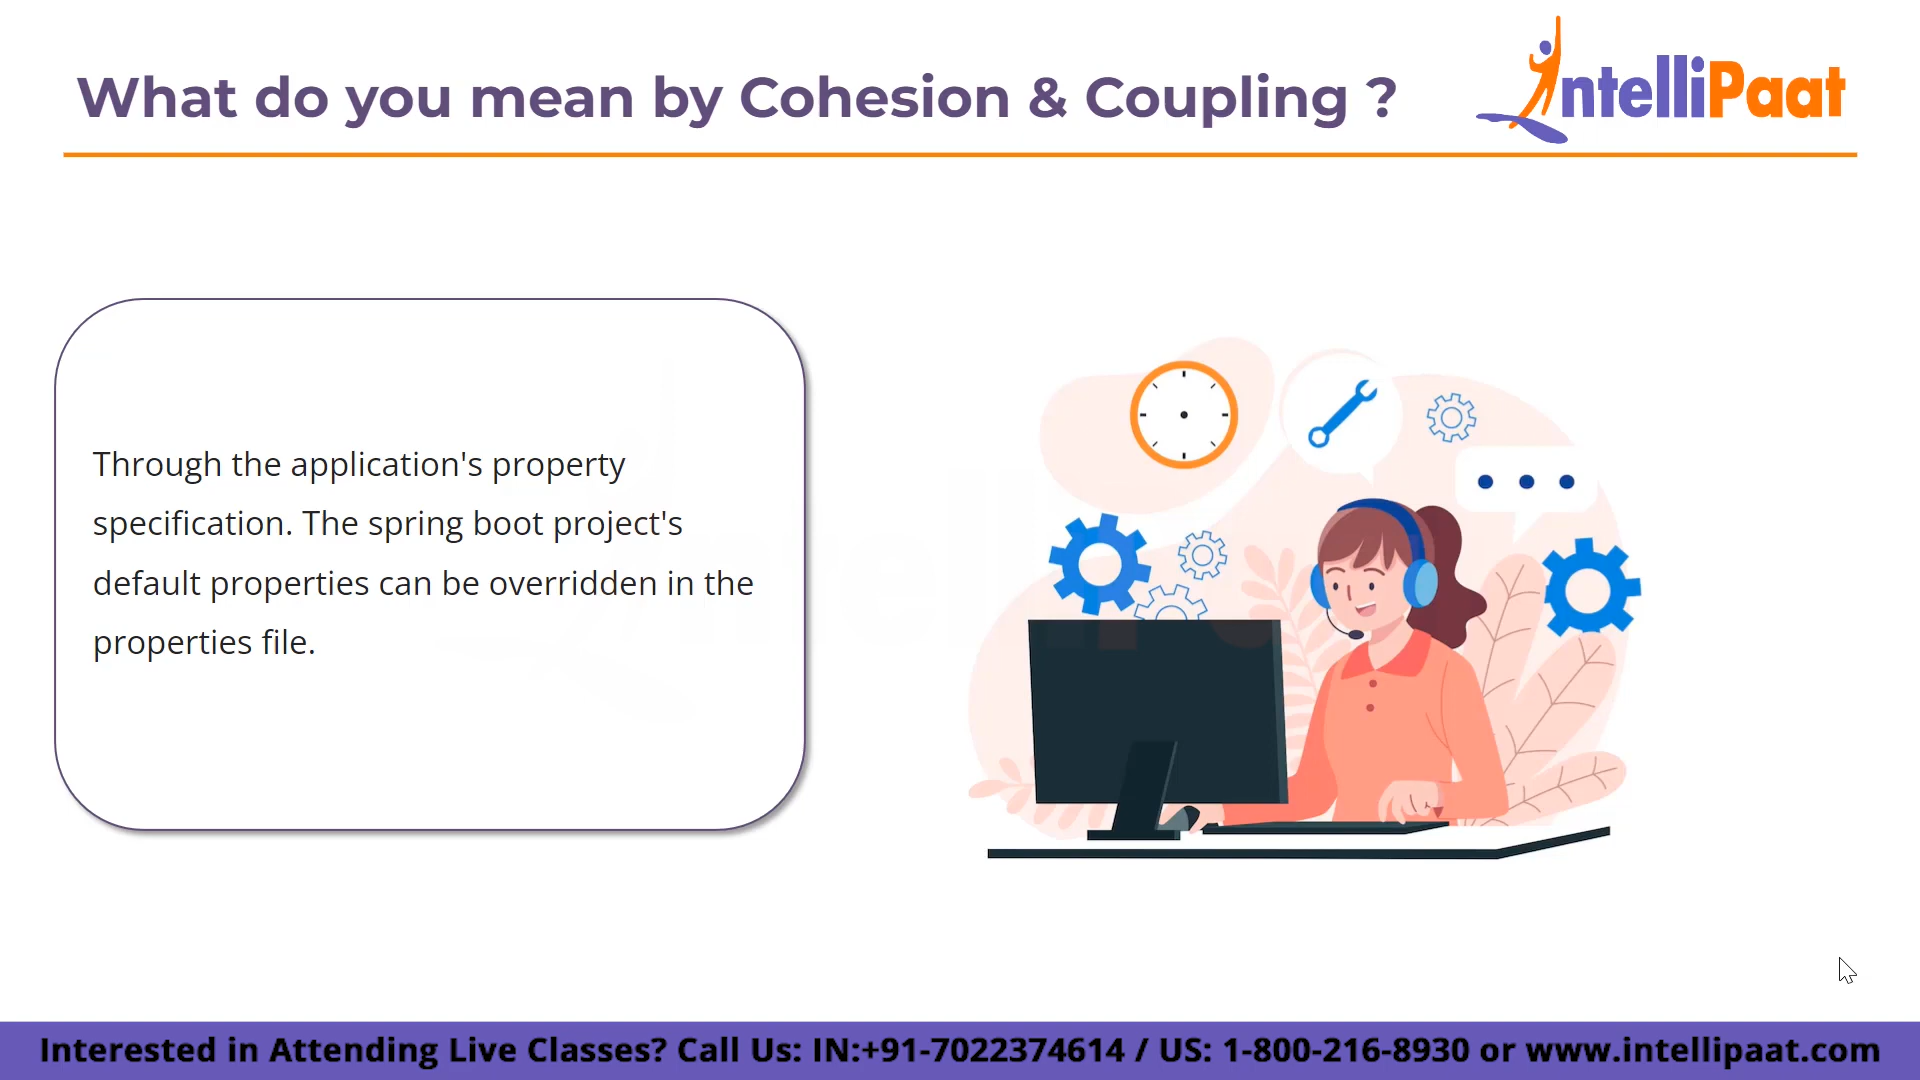 What do you mean by Cohesion & Coupling ?
IntelliPaat
Through the application's property
specification. The spring boot project's
default properties can be overridden in the
properties file.
Interested in Attending Live Classes? Call Us: IN:+91-7022374614 / US: 1-800-216-8930 or www.intellipaat.com